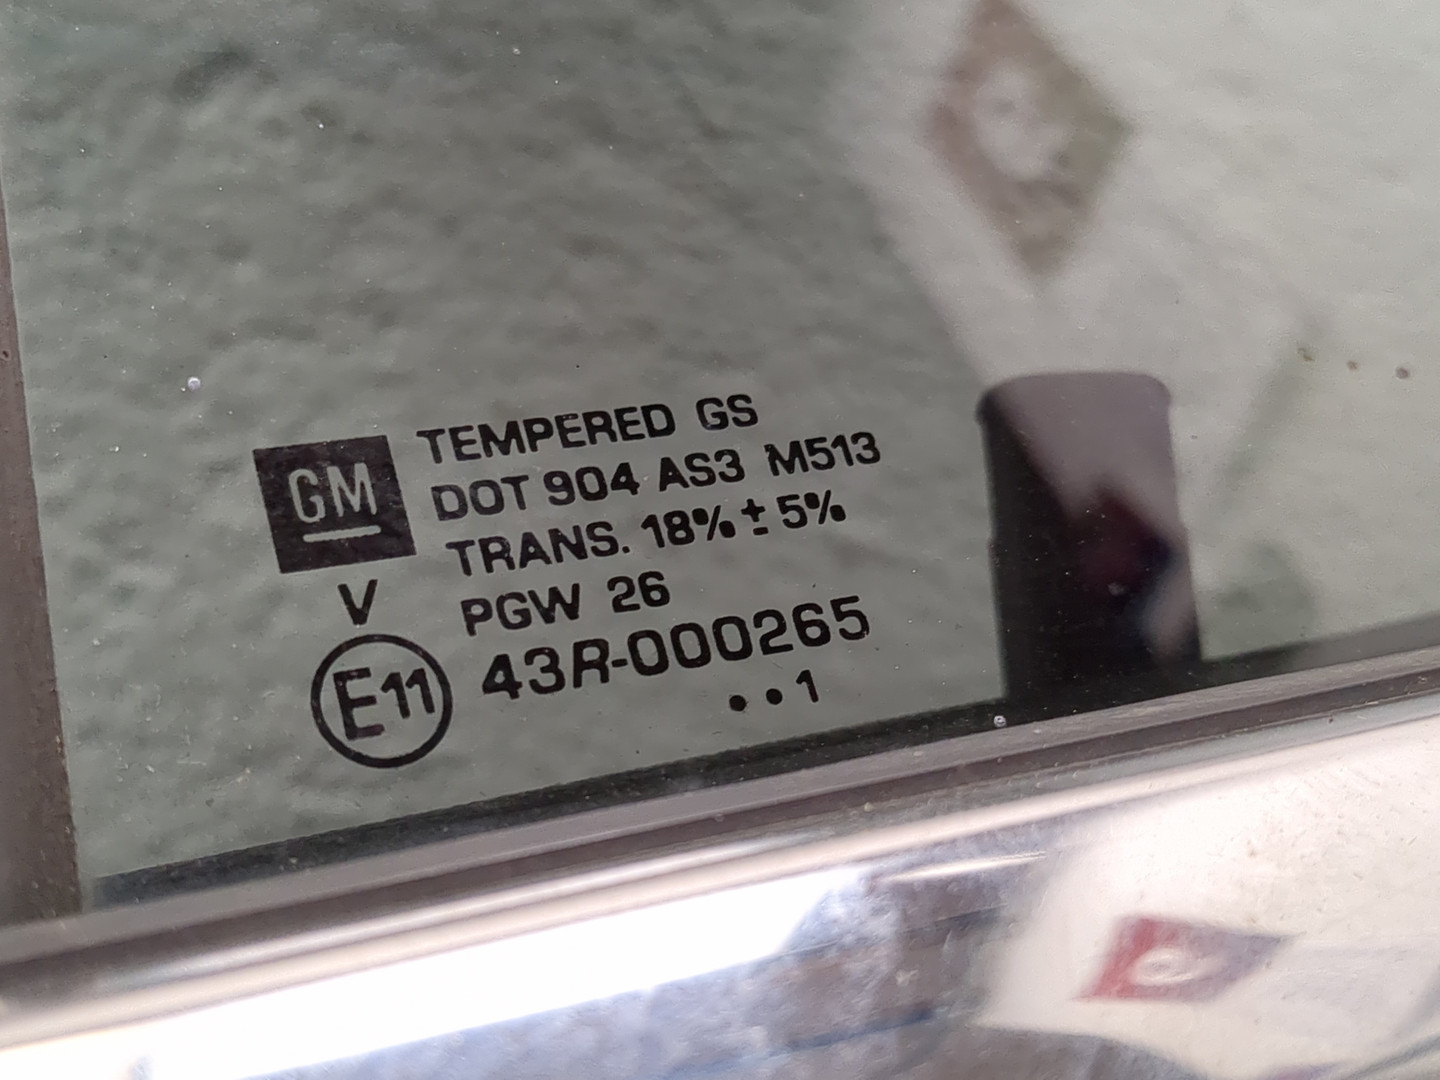 GM
TEMPERED GS
DOT 904 AS3 M513
TRANS. 18% ± 5%
V PGW 26
E11 43R-000265
• • 1